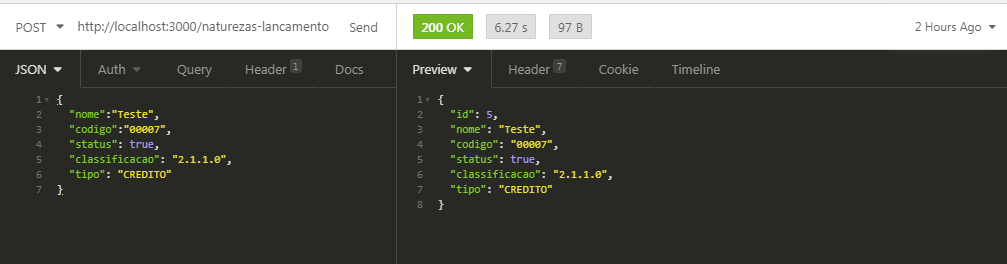 POST http://localhost:3000/naturezas-lancamento Send 200 OK 6.27 s 97 B 2 Hours Ago
JSON Auth Query Header 1 Docs Preview Header 7 Cookie Timeline
1 {
2 "nome":"Teste",
3 "codigo":"00007",
4 "status": true,
5 "classificacao": "2.1.1.0",
6 "tipo": "CREDITO"
7 }
1 {
2 "id": 5,
3 "nome": "Teste",
4 "codigo": "00007",
5 "status": true,
6 "classificacao": "2.1.1.0",
7 "tipo": "CREDITO"
8 }